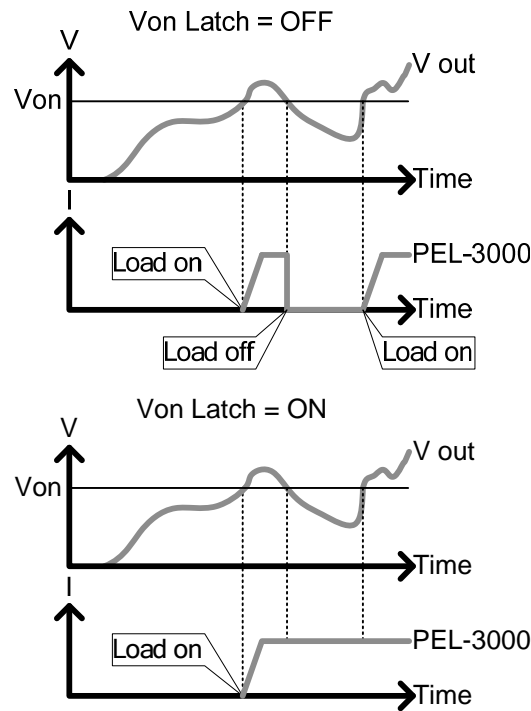 Von Latch = OFF
V
V out
Von
Time
I
PEL-3000
Load on
Time
Load off
Load on
Von Latch = ON
V
V out
Von
Time
I
PEL-3000
Load on
Time